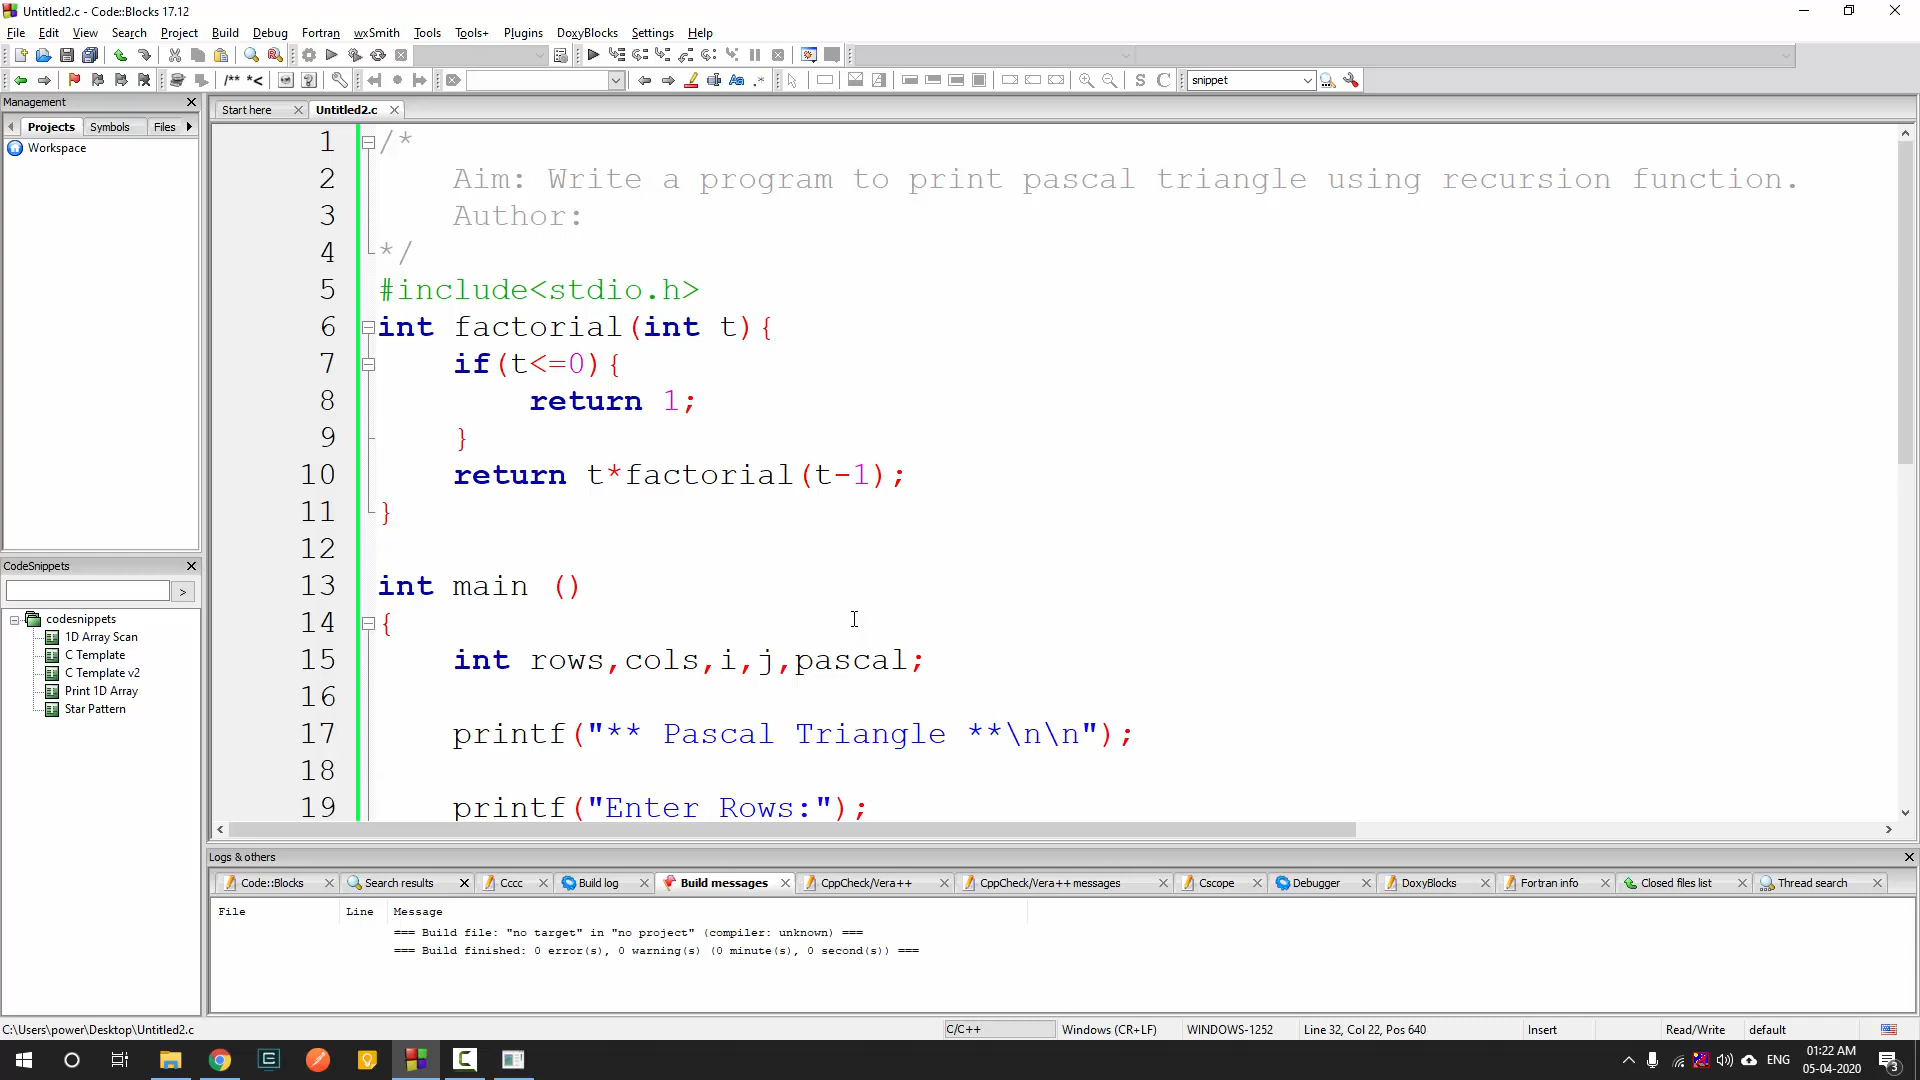 Untitled2.c - Code::Blocks 17.12
File Edit View Search Project Build Debug Fortran wxSmith Tools Tools+ Plugins DoxyBlocks Settings Help
/** *< Aa .* S C snippet
Management
Start here Untitled2.c
Projects Symbols Files
Workspace
1 /*
2 Aim: Write a program to print pascal triangle using recursion function.
3 Author:
4 */
5 #include<stdio.h>
6 int factorial(int t){
7 if(t<=0){
8 return 1;
9 }
10 return t*factorial(t-1);
11 }
12
13 int main ()
14 {
15 int rows,cols,i,j,pascal;
16
17 printf("** Pascal Triangle **\n\n");
18
19 printf("Enter Rows:");
CodeSnippets
>
codesnippets
1D Array Scan
C Template
C Template v2
Print 1D Array
Star Pattern
Logs & others
Code::Blocks Search results Cccc Build log Build messages CppCheck/Vera++ CppCheck/Vera++ messages Cscope Debugger DoxyBlocks Fortran info Closed files list Thread search
File Line Message
=== Build file: "no target" in "no project" (compiler: unknown) ===
=== Build finished: 0 error(s), 0 warning(s) (0 minute(s), 0 second(s)) ===
C:\Users\power\Desktop\Untitled2.c C/C++ Windows (CR+LF) WINDOWS-1252 Line 32, Col 22, Pos 640 Insert Read/Write default
ENG 01:22 AM
05-04-2020 3